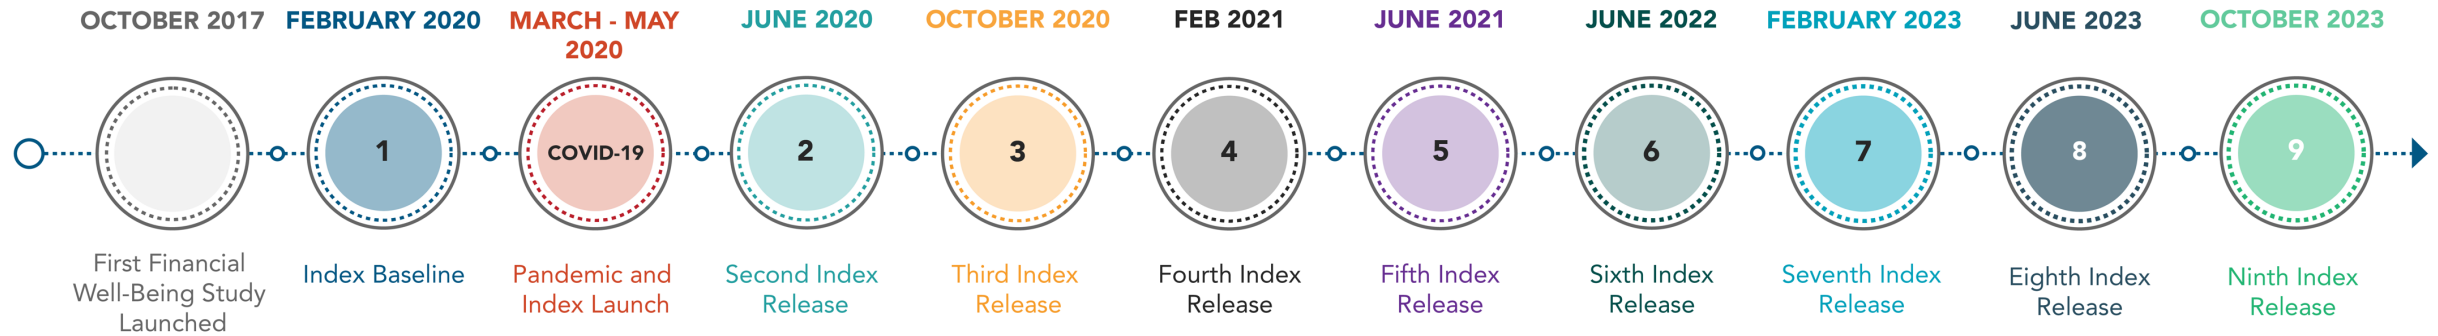 OCTOBER 2017
FEBRUARY 2020
MARCH - MAY
2020
JUNE 2020
OCTOBER 2020
FEB 2021
JUNE 2021
JUNE 2022
FEBRUARY 2023
JUNE 2023
OCTOBER 2023
1
COVID-19
2
3
4
5
6
7
8
9
First Financial
Well-Being Study
Launched
Index Baseline
Pandemic and
Index Launch
Second Index
Release
Third Index
Release
Fourth Index
Release
Fifth Index
Release
Sixth Index
Release
Seventh Index
Release
Eighth Index
Release
Ninth Index
Release